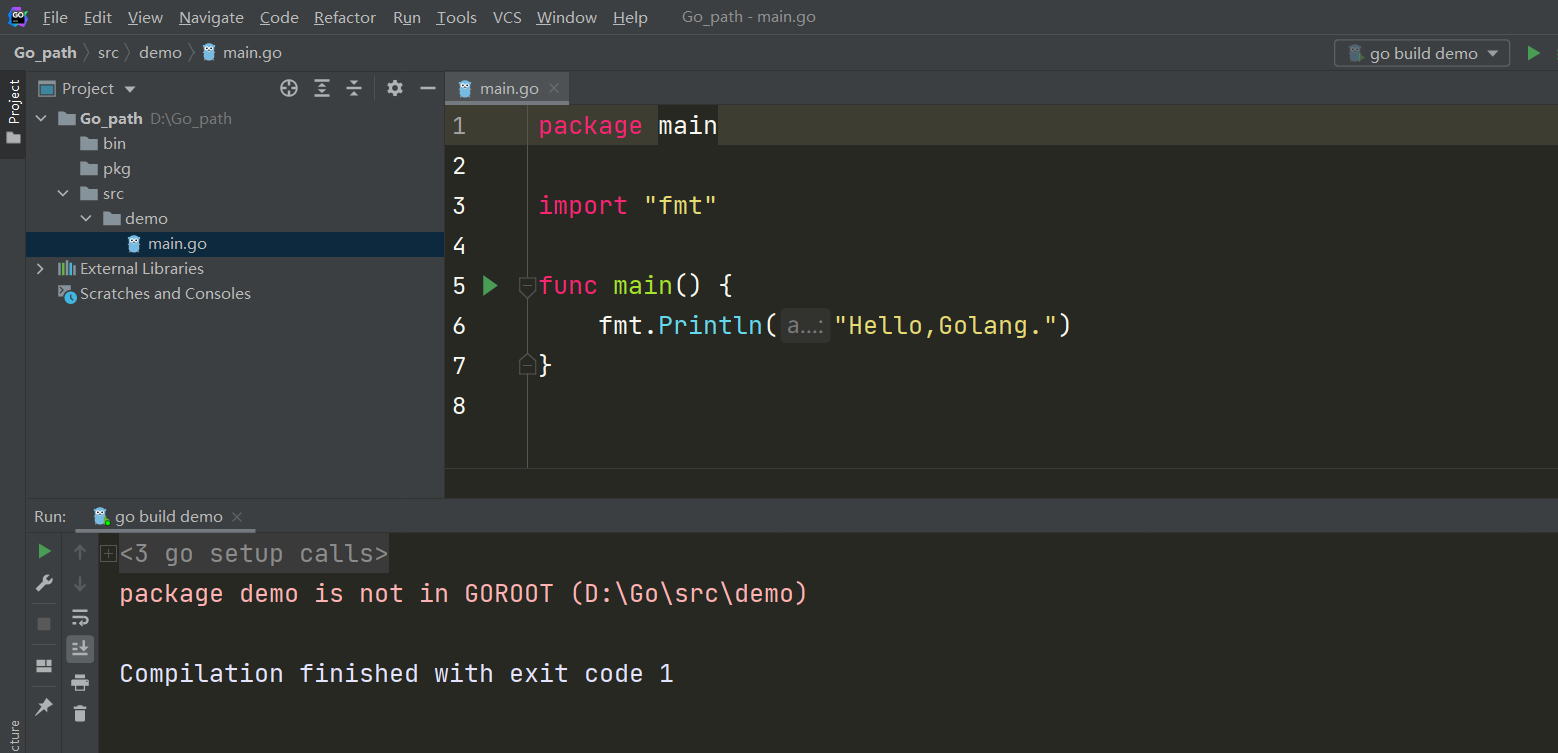 File Edit View Navigate Code Refactor Run Tools VCS Window Help Go_path - main.go
Go_path src demo main.go
go build demo
Project
Project
main.go
Go_path D:\Go_path
bin
pkg
src
demo
main.go
External Libraries
Scratches and Consoles
1 package main
2
3 import "fmt"
4
5 func main() {
6 fmt.Println( a...: "Hello,Golang.")
7 }
8
Run: go build demo
<3 go setup calls>
package demo is not in GOROOT (D:\Go\src\demo)
Compilation finished with exit code 1
cture